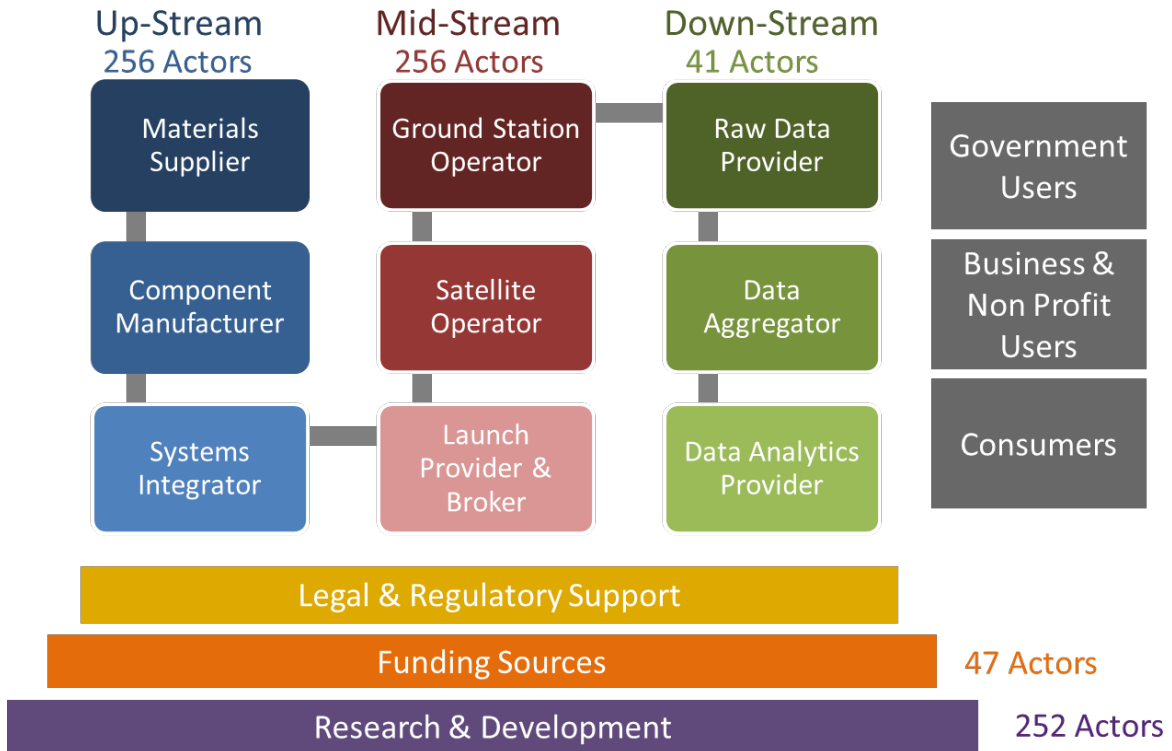 Up-Stream
256 Actors
Mid-Stream
256 Actors
Down-Stream
41 Actors
Materials
Supplier
Ground Station
Operator
Raw Data
Provider
Government
Users
Component
Manufacturer
Satellite
Operator
Data
Aggregator
Business &
Non Profit
Users
Systems
Integrator
Launch
Provider &
Broker
Data Analytics
Provider
Consumers
Legal & Regulatory Support
Funding Sources
47 Actors
Research & Development
252 Actors